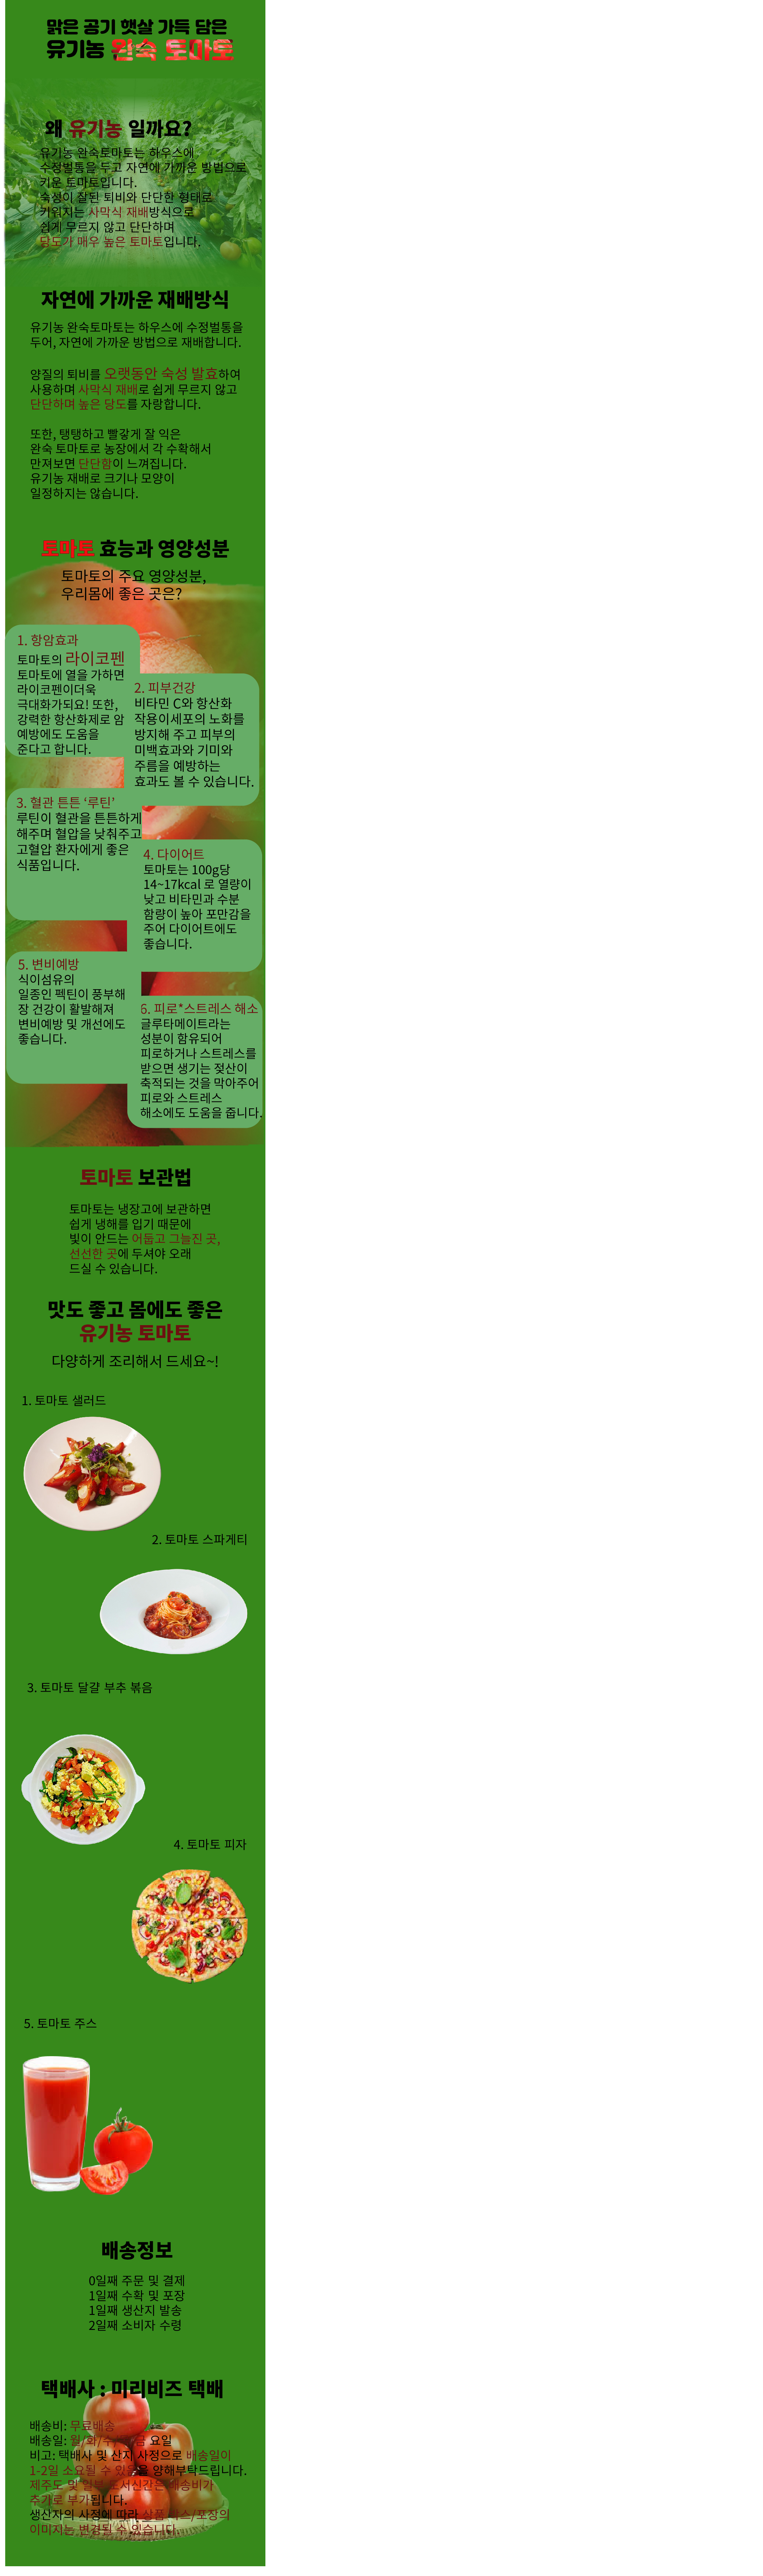 맑은 공기 햇살 가득 담은
유기농 완숙 토마토
왜 유기농 일까요?
유기농 완숙토마토는 하우스에
수정벌통을 두고 자연에 가까운 방법으로
키운 토마토입니다.
숙성이 잘된 퇴비와 단단한 형태로
키워지는 사막식 재배방식으로
쉽게 무르지 않고 단단하며
당도가 매우 높은 토마토입니다.
자연에 가까운 재배방식
유기농 완숙토마토는 하우스에 수정벌통을
두어, 자연에 가까운 방법으로 재배합니다.
양질의 퇴비를 오랫동안 숙성 발효하여
사용하며 사막식 재배로 쉽게 무르지 않고
단단하며 높은 당도를 자랑합니다.
또한, 탱탱하고 빨갛게 잘 익은
완숙 토마토로 농장에서 각 수확해서
만져보면 단단함이 느껴집니다.
유기농 재배로 크기나 모양이
일정하지는 않습니다.
토마토 효능과 영양성분
토마토의 주요 영양성분,
우리몸에 좋은 곳은?
1. 항암효과
토마토의 라이코펜
토마토에 열을 가하면
라이코펜이더욱
극대화가되요! 또한,
강력한 항산화제로 암
예방에도 도움을
준다고 합니다.
2. 피부건강
비타민 C와 항산화
작용이세포의 노화를
방지해 주고 피부의
미백효과와 기미와
주름을 예방하는
효과도 볼 수 있습니다.
3. 혈관 튼튼 ‘루틴’
루틴이 혈관을 튼튼하게
해주며 혈압을 낮춰주고
고혈압 환자에게 좋은
식품입니다.
4. 다이어트
토마토는 100g당
14~17kcal 로 열량이
낮고 비타민과 수분
함량이 높아 포만감을
주어 다이어트에도
좋습니다.
5. 변비예방
식이섬유의
일종인 펙틴이 풍부해
장 건강이 활발해져
변비예방 및 개선에도
좋습니다.
6. 피로*스트레스 해소
글루타메이트라는
성분이 함유되어
피로하거나 스트레스를
받으면 생기는 젖산이
축적되는 것을 막아주어
피로와 스트레스
해소에도 도움을 줍니다.
토마토 보관법
토마토는 냉장고에 보관하면
쉽게 냉해를 입기 때문에
빛이 안드는 어둡고 그늘진 곳,
선선한 곳에 두셔야 오래
드실 수 있습니다.
맛도 좋고 몸에도 좋은
유기농 토마토
다양하게 조리해서 드세요~!
1. 토마토 샐러드
2. 토마토 스파게티
3. 토마토 달걀 부추 볶음
4. 토마토 피자
5. 토마토 주스
배송정보
0일째 주문 및 결제
1일째 수확 및 포장
1일째 생산지 발송
2일째 소비자 수령
택배사 : 미리비즈 택배
배송비: 무료배송
배송일: 월/화/수/목/금 요일
비고: 택배사 및 산지 사정으로 배송일이
1-2일 소요될 수 있음을 양해부탁드립니다.
제주도 및 일부 도서산간은 배송비가
추가로 부가됩니다.
생산자의 사정에 따라 상품 박스/포장의
이미지는 변경될 수 있습니다.